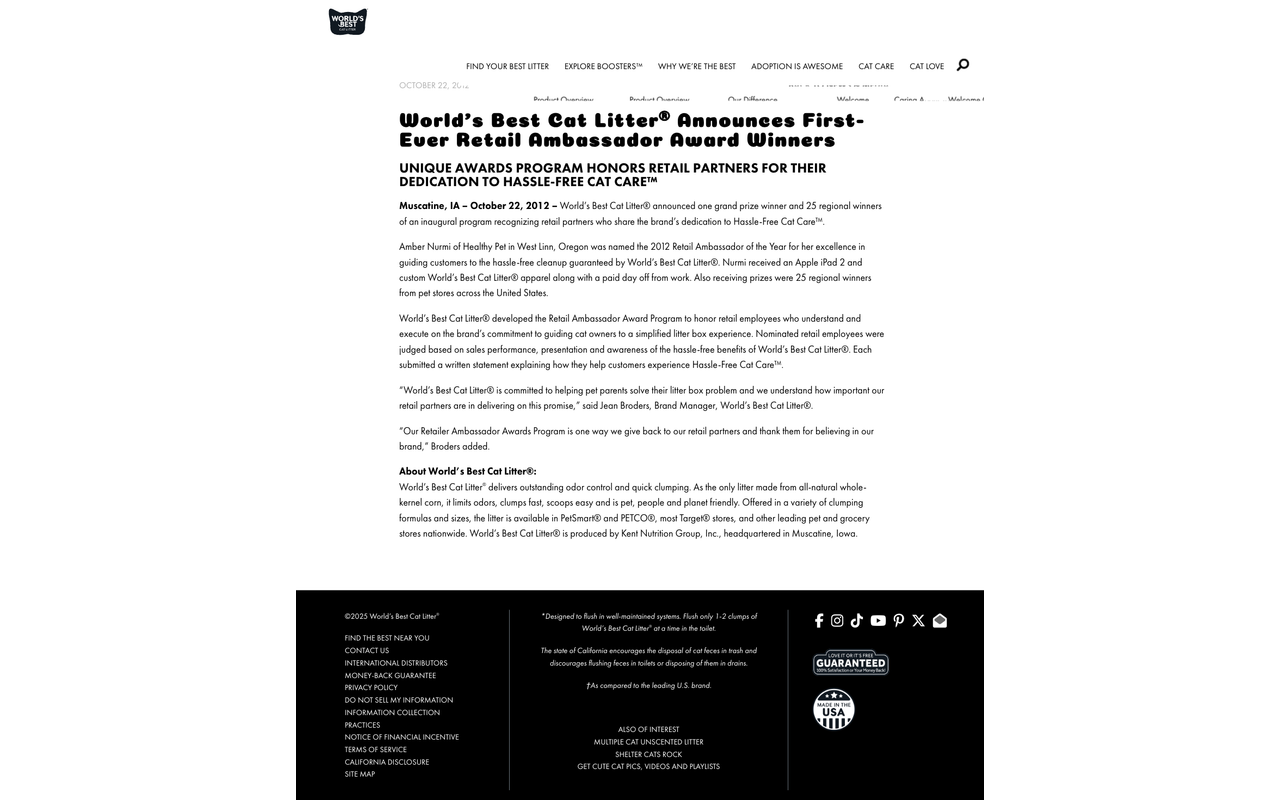 WORLD'S
BEST
CAT LITTER
FIND YOUR BEST LITTER EXPLORE BOOSTERS™ WHY WE'RE THE BEST ADOPTION IS AWESOME CAT CARE CAT LOVE
OCTOBER 22,
Product Overview Product Overview Our Difference Welcome Caring Welcome
World's Best Cat Litter® Announces First-
Ever Retail Ambassador Award Winners
UNIQUE AWARDS PROGRAM HONORS RETAIL PARTNERS FOR THEIR
DEDICATION TO HASSLE-FREE CAT CARE™
Muscatine, IA – October 22, 2012 – World's Best Cat Litter® announced one grand prize winner and 25 regional winners
of an inaugural program recognizing retail partners who share the brand's dedication to Hassle-Free Cat Care™.
Amber Nurmi of Healthy Pet in West Linn, Oregon was named the 2012 Retail Ambassador of the Year for her excellence in
guiding customers to the hassle-free cleanup guaranteed by World's Best Cat Litter®. Nurmi received an Apple iPad 2 and
custom World's Best Cat Litter® apparel along with a paid day off from work. Also receiving prizes were 25 regional winners
from pet stores across the United States.
World's Best Cat Litter® developed the Retail Ambassador Award Program to honor retail employees who understand and
execute on the brand's commitment to guiding cat owners to a simplified litter box experience. Nominated retail employees were
judged based on sales performance, presentation and awareness of the hassle-free benefits of World's Best Cat Litter®. Each
submitted a written statement explaining how they help customers experience Hassle-Free Cat Care™.
"World's Best Cat Litter® is committed to helping pet parents solve their litter box problem and we understand how important our
retail partners are in delivering on this promise," said Jean Broders, Brand Manager, World's Best Cat Litter®.
"Our Retailer Ambassador Awards Program is one way we give back to our retail partners and thank them for believing in our
brand," Broders added.
About World's Best Cat Litter®:
World's Best Cat Litter® delivers outstanding odor control and quick clumping. As the only litter made from all-natural whole-
kernel corn, it limits odors, clumps fast, scoops easy and is pet, people and planet friendly. Offered in a variety of clumping
formulas and sizes, the litter is available in PetSmart® and PETCO®, most Target® stores, and other leading pet and grocery
stores nationwide. World's Best Cat Litter® is produced by Kent Nutrition Group, Inc., headquartered in Muscatine, Iowa.
©2025 World's Best Cat Litter®
FIND THE BEST NEAR YOU
CONTACT US
INTERNATIONAL DISTRIBUTORS
MONEY-BACK GUARANTEE
PRIVACY POLICY
DO NOT SELL MY INFORMATION
INFORMATION COLLECTION
PRACTICES
NOTICE OF FINANCIAL INCENTIVE
TERMS OF SERVICE
CALIFORNIA DISCLOSURE
SITE MAP
*Designed to flush in well-maintained systems. Flush only 1-2 clumps of
World's Best Cat Litter® at a time in the toilet.
The state of California encourages the disposal of cat feces in trash and
discourages flushing feces in toilets or disposing of them in drains.
†As compared to the leading U.S. brand.
ALSO OF INTEREST
MULTIPLE CAT UNSCENTED LITTER
SHELTER CATS ROCK
GET CUTE CAT PICS, VIDEOS AND PLAYLISTS
LOVE IT OR IT'S FREE
GUARANTEED
100% Satisfaction or Your Money Back!
MADE IN THE
USA